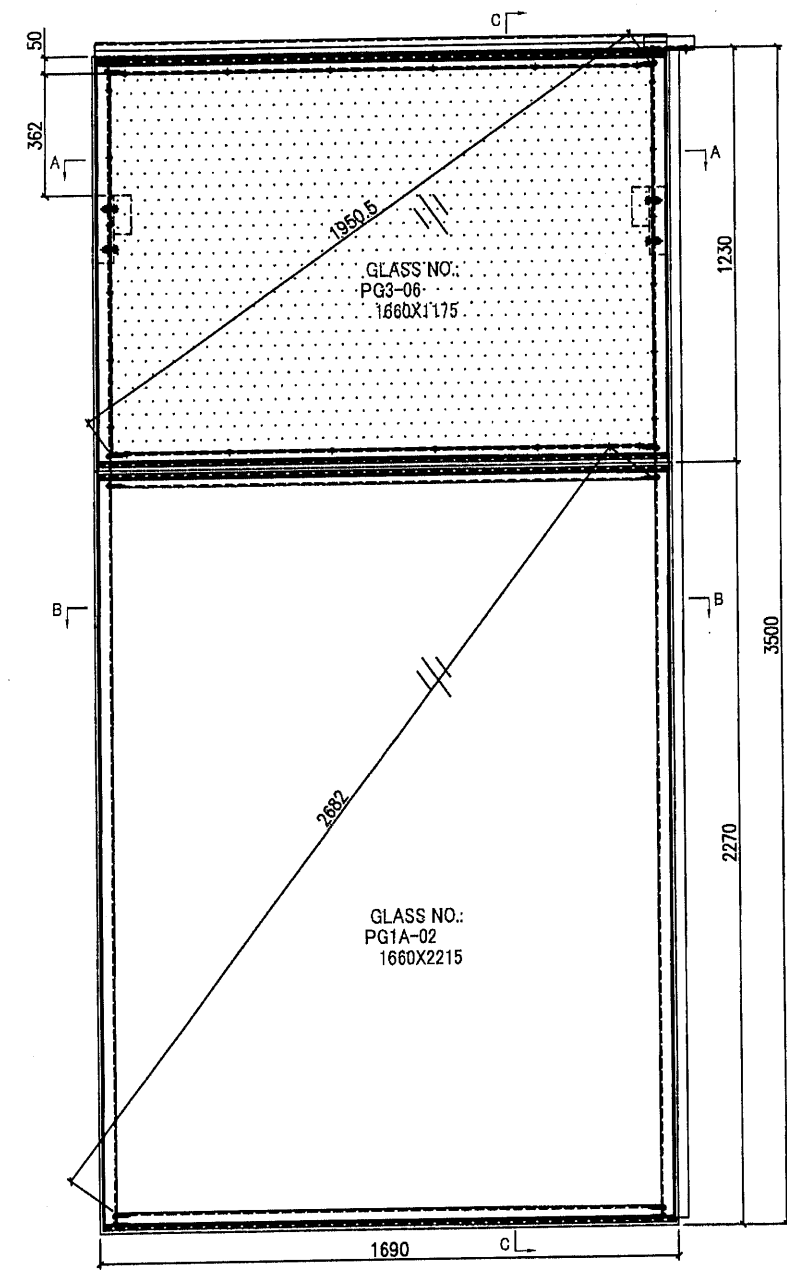 C
50
362
A
A
1950.5
1230
GLASS NO.:
PG3-06
1660X1175
B
B
3500
2682
2270
GLASS NO.:
PG1A-02
1660X2215
1690
C